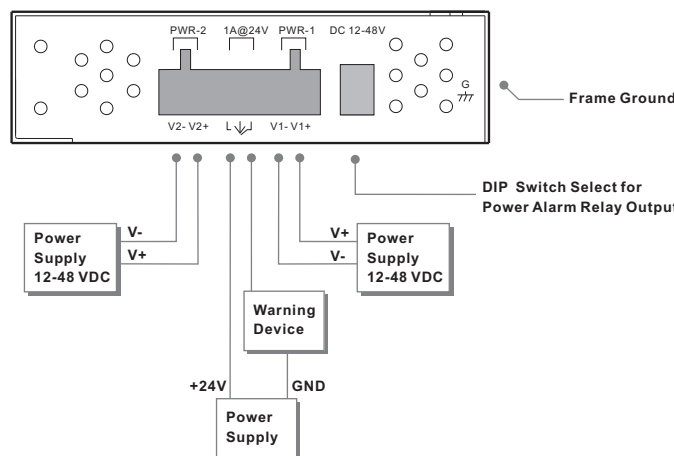 PWR-2 1A@24V PWR-1 DC 12-48V
G
V2- V2+ V1- V1+
Frame Ground
DIP Switch Select for
Power Alarm Relay Output
V-
V+
Power
Supply
12-48 VDC
V+
V-
Power
Supply
12-48 VDC
Warning
Device
+24V GND
Power
Supply